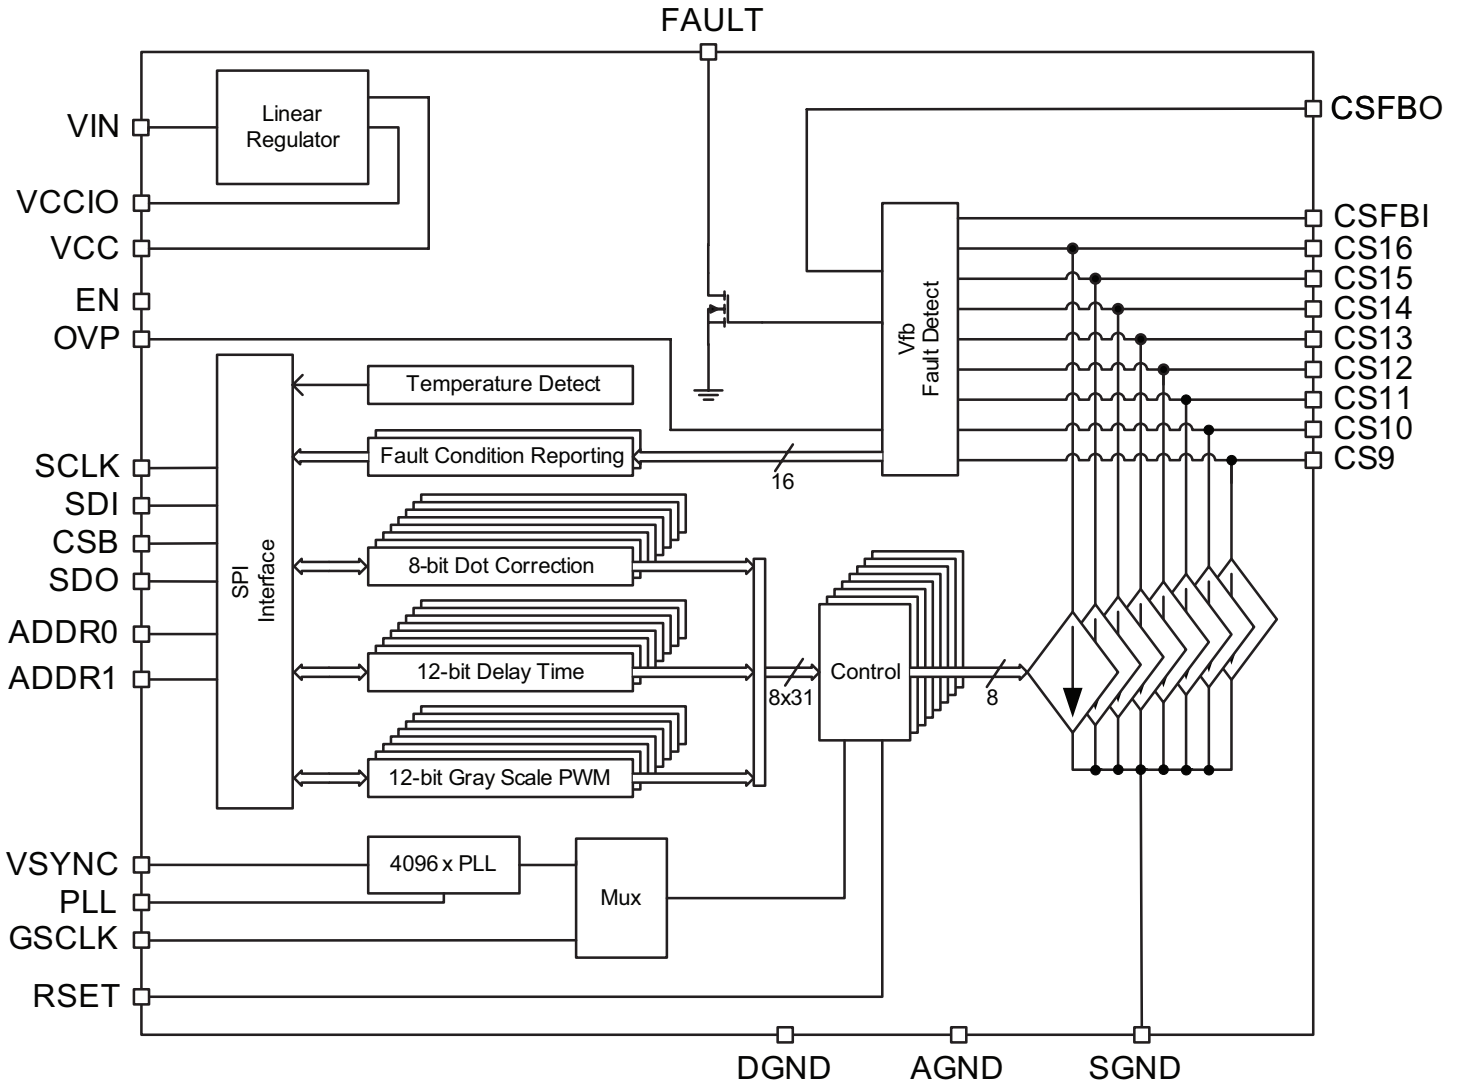 FAULT
VIN
Linear
Regulator
CSFBO
VCCIO
VCC
CSFBI
CS16
EN
CS15
CS14
OVP
CS13
Vfb
Fault Detect
CS12
Temperature Detect
CS11
CS10
SCLK
Fault Condition Reporting
16
CS9
SDI
CSB
SDO
SPI
Interface
8-bit Dot Correction
ADDR0
ADDR1
12-bit Delay Time
8x31
Control
8
12-bit Gray Scale PWM
VSYNC
4096 x PLL
PLL
Mux
GSCLK
RSET
DGND
AGND
SGND